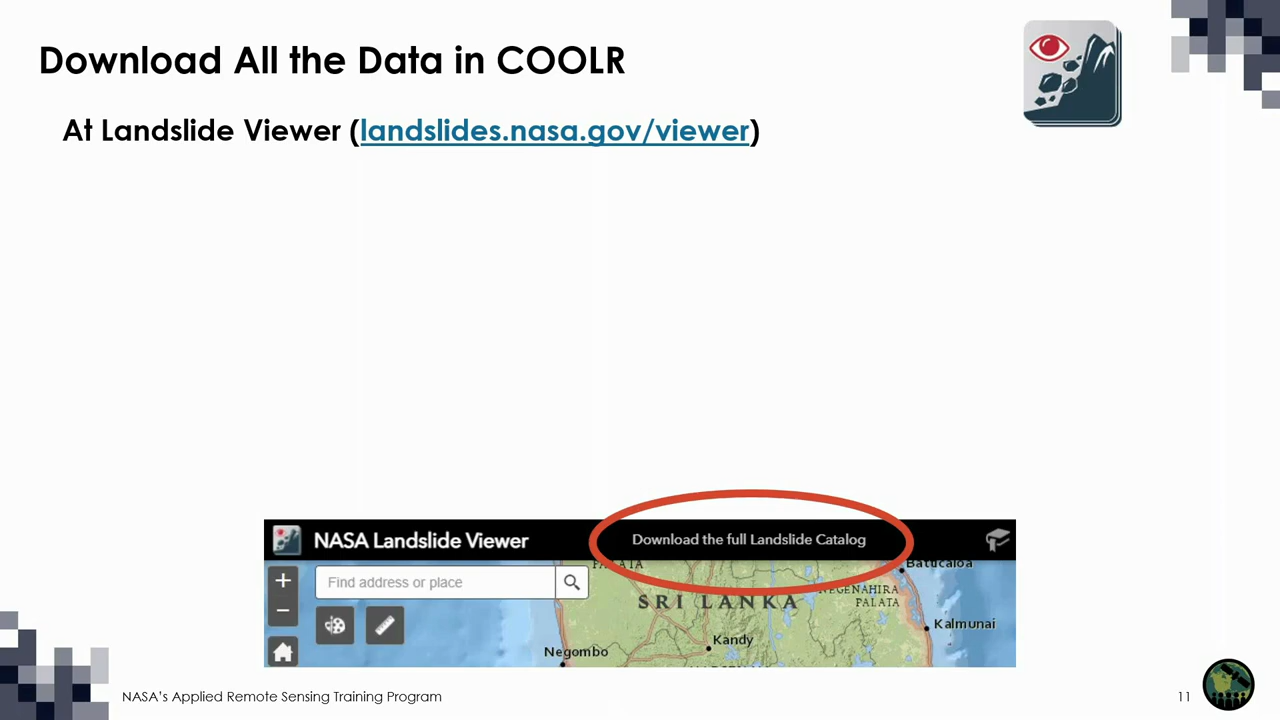 Download All the Data in COOLR
At Landslide Viewer (landslides.nasa.gov/viewer)
NASA Landslide Viewer
Download the full Landslide Catalog
Find address or place
SRI LANKA
Batticaloa
NEGENAHIRA
PALATA
Kalmunai
Kandy
Negombo
NASA's Applied Remote Sensing Training Program
11